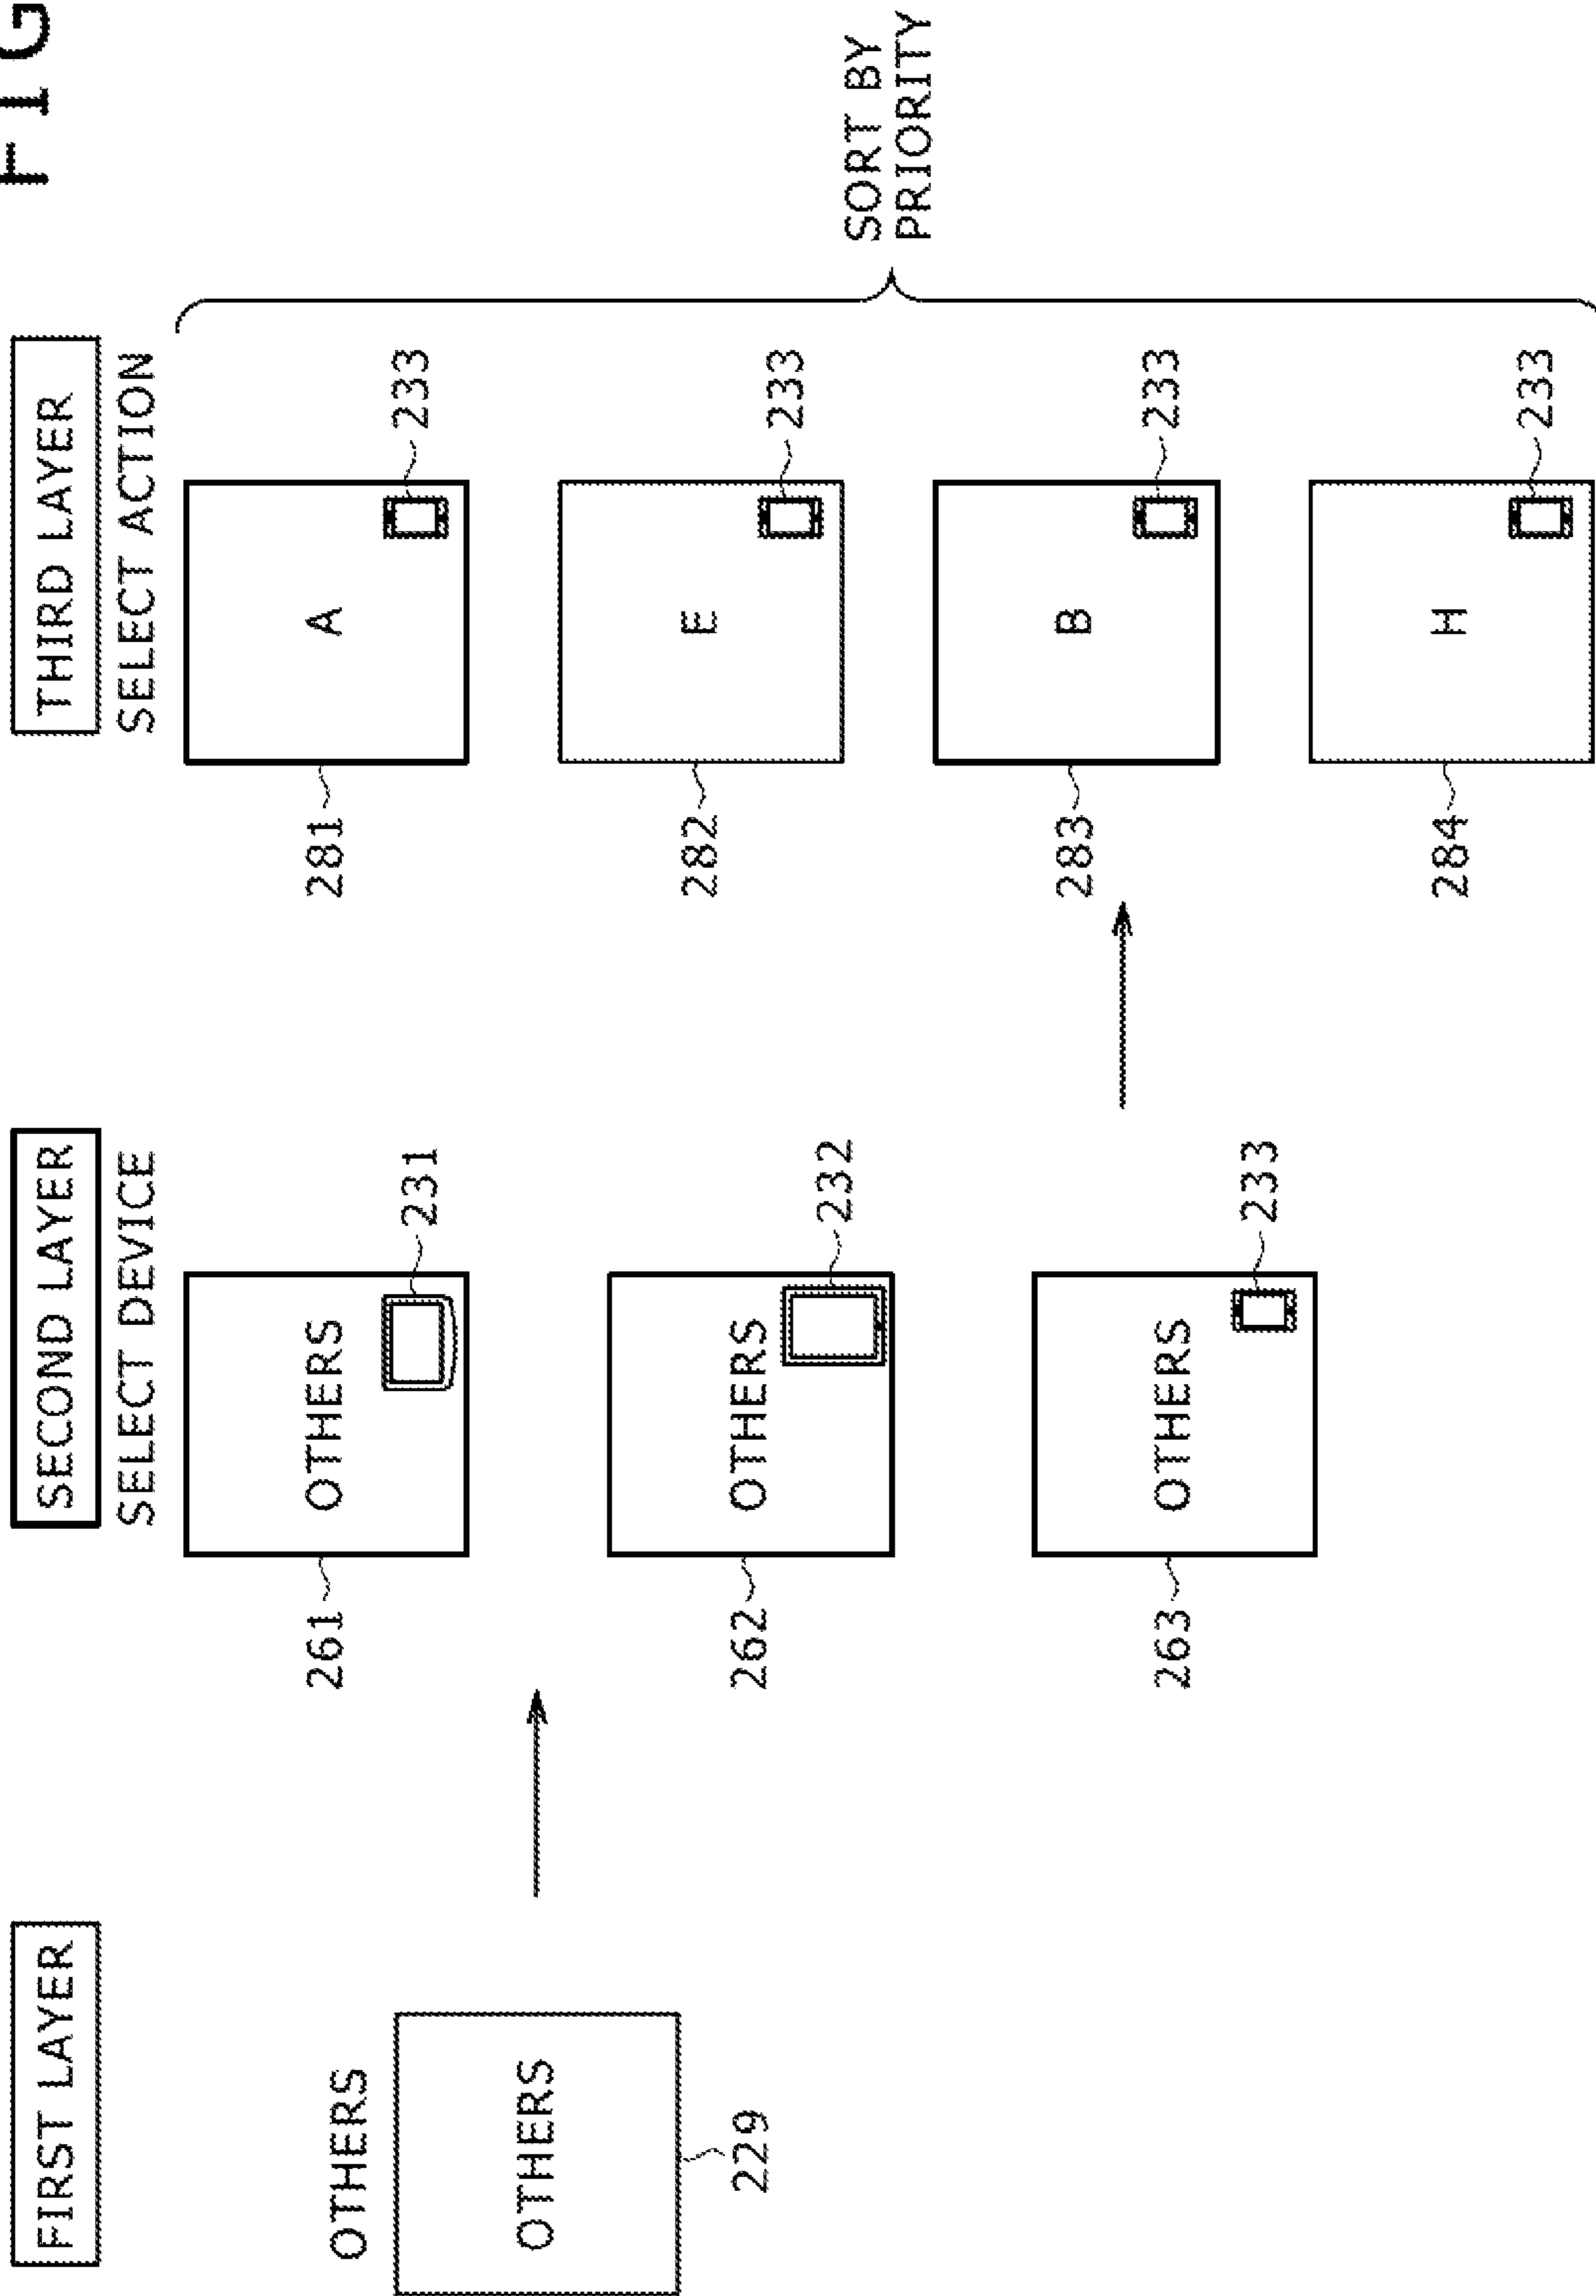 FIG
FIRST LAYER
OTHERS
OTHERS
229
SECOND LAYER
SELECT DEVICE
261
OTHERS
231
262
OTHERS
232
263
OTHERS
233
THIRD LAYER
SELECT ACTION
281
A
233
282
E
233
283
B
233
284
H
233
SORT BY
PRIORITY